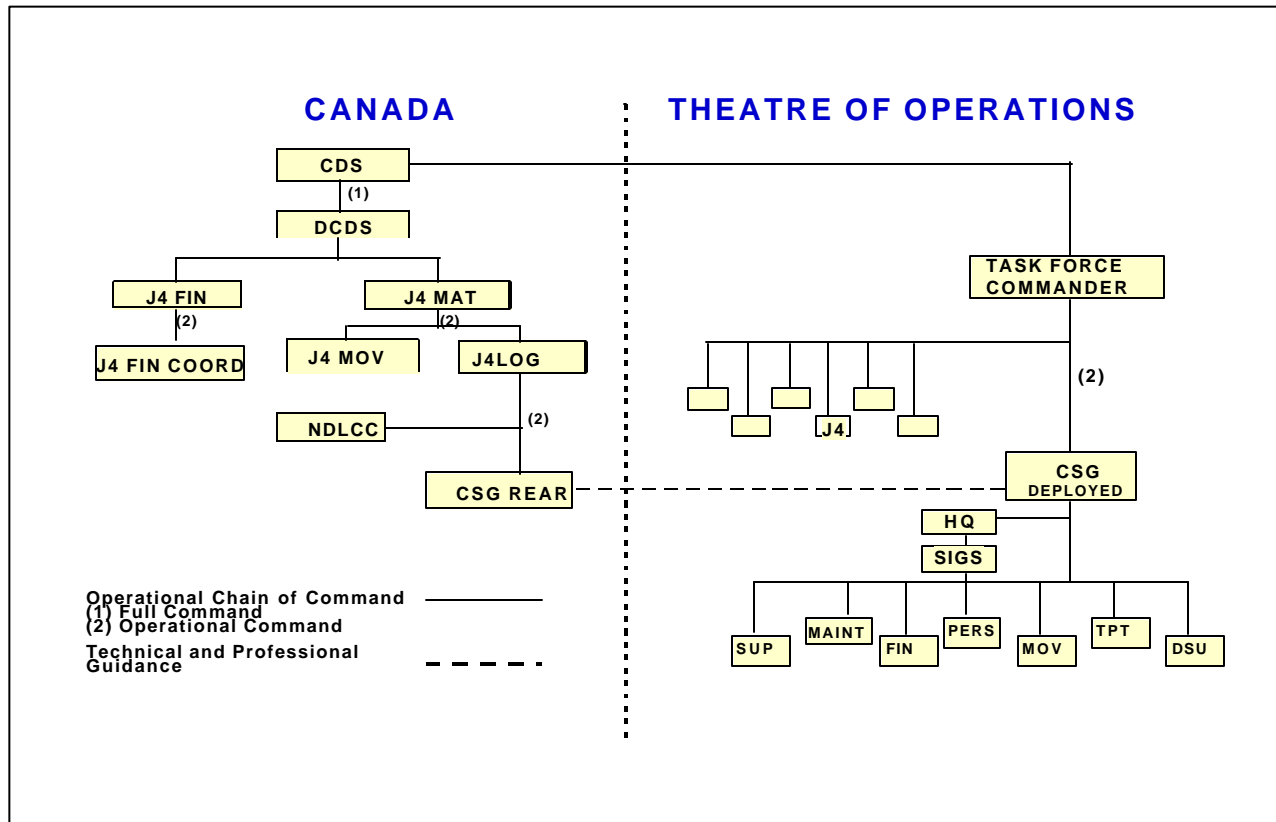 CANADA
THEATRE OF OPERATIONS
CDS
(1)
DCDS
TASK FORCE
COMMANDER
J4 FIN
J4 MAT
(2)
(2)
J4 FIN COORD
J4 MOV
J4LOG
(2)
J4
NDLCC
(2)
CSG
DEPLOYED
CSG REAR
HQ
SIGS
Operational Chain of Command
(1) Full Command
(2) Operational Command
Technical and Professional
Guidance
SUP
MAINT
FIN
PERS
MOV
TPT
DSU